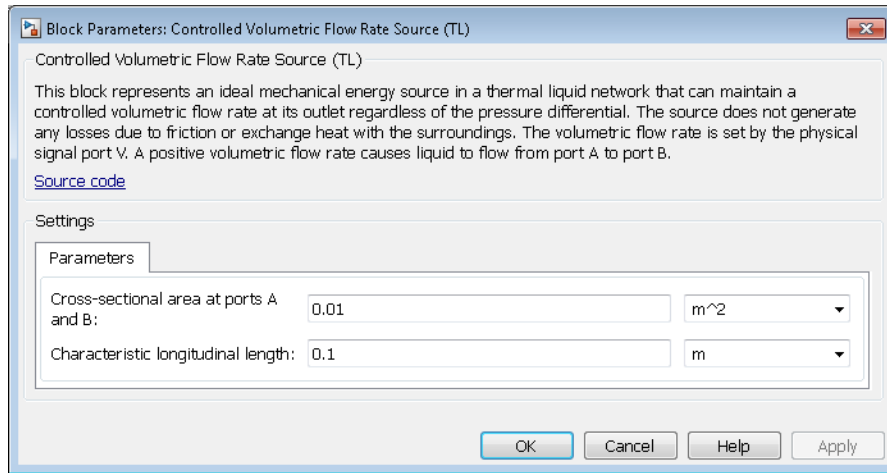 Block Parameters: Controlled Volumetric Flow Rate Source (TL)
Controlled Volumetric Flow Rate Source (TL)
This block represents an ideal mechanical energy source in a thermal liquid network that can maintain a
controlled volumetric flow rate at its outlet regardless of the pressure differential. The source does not generate
any losses due to friction or exchange heat with the surroundings. The volumetric flow rate is set by the physical
signal port V. A positive volumetric flow rate causes liquid to flow from port A to port B.
Source code
Settings
Parameters
Cross-sectional area at ports A
and B:
0.01
m^2
Characteristic longitudinal length:
0.1
m
OK
Cancel
Help
Apply